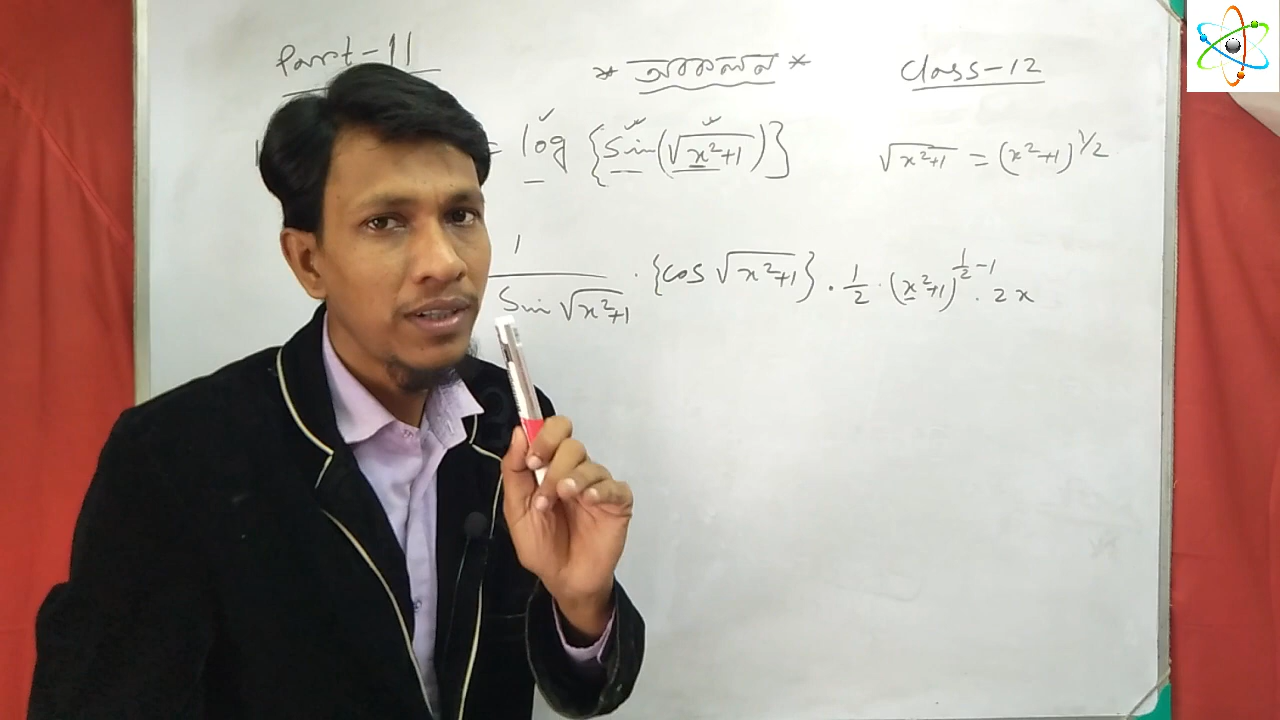 Part-11
* অবকলন *
Class-12
= log {Sin(√x²+1)}
√x²+1 = (x²+1)^1/2
1/Sin√x²+1 · {cos √x²+1} · 1/2 · (x²+1)^1/2-1 · 2x